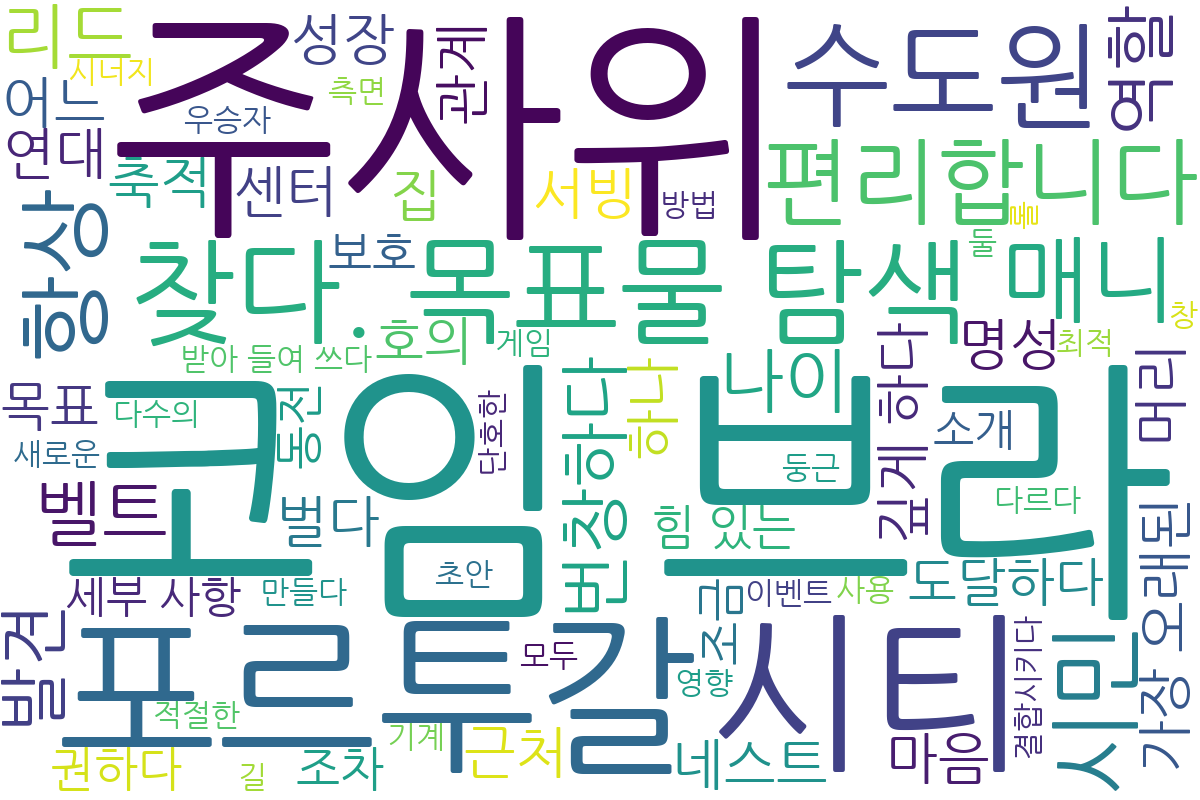 리드
시너지
성장
관계
주사위
수도원
역할
어느
우승자
측면
연대
축적
센터
집
서빙
방법
편리합니다
롤
항상
찾다.
보호
목표물 탐색
둘
매니
받아 들여 쓰다
호의
게임
창
최적
명성
나이
깊게 하다
머리
목표
다수의
동전
구임
단호한
번창하다
하나
브라
소개
새로운
둥근
다르다
벨트
벌다
힘 있는
초안
세부 사항
만들다
조금
이벤트
사용
도달하다
가장 오래된
발견
포르투갈
모두
시티
결합시키다
시민
영향
적절한
기계
권하다
길
조차
근처
네스트
마음